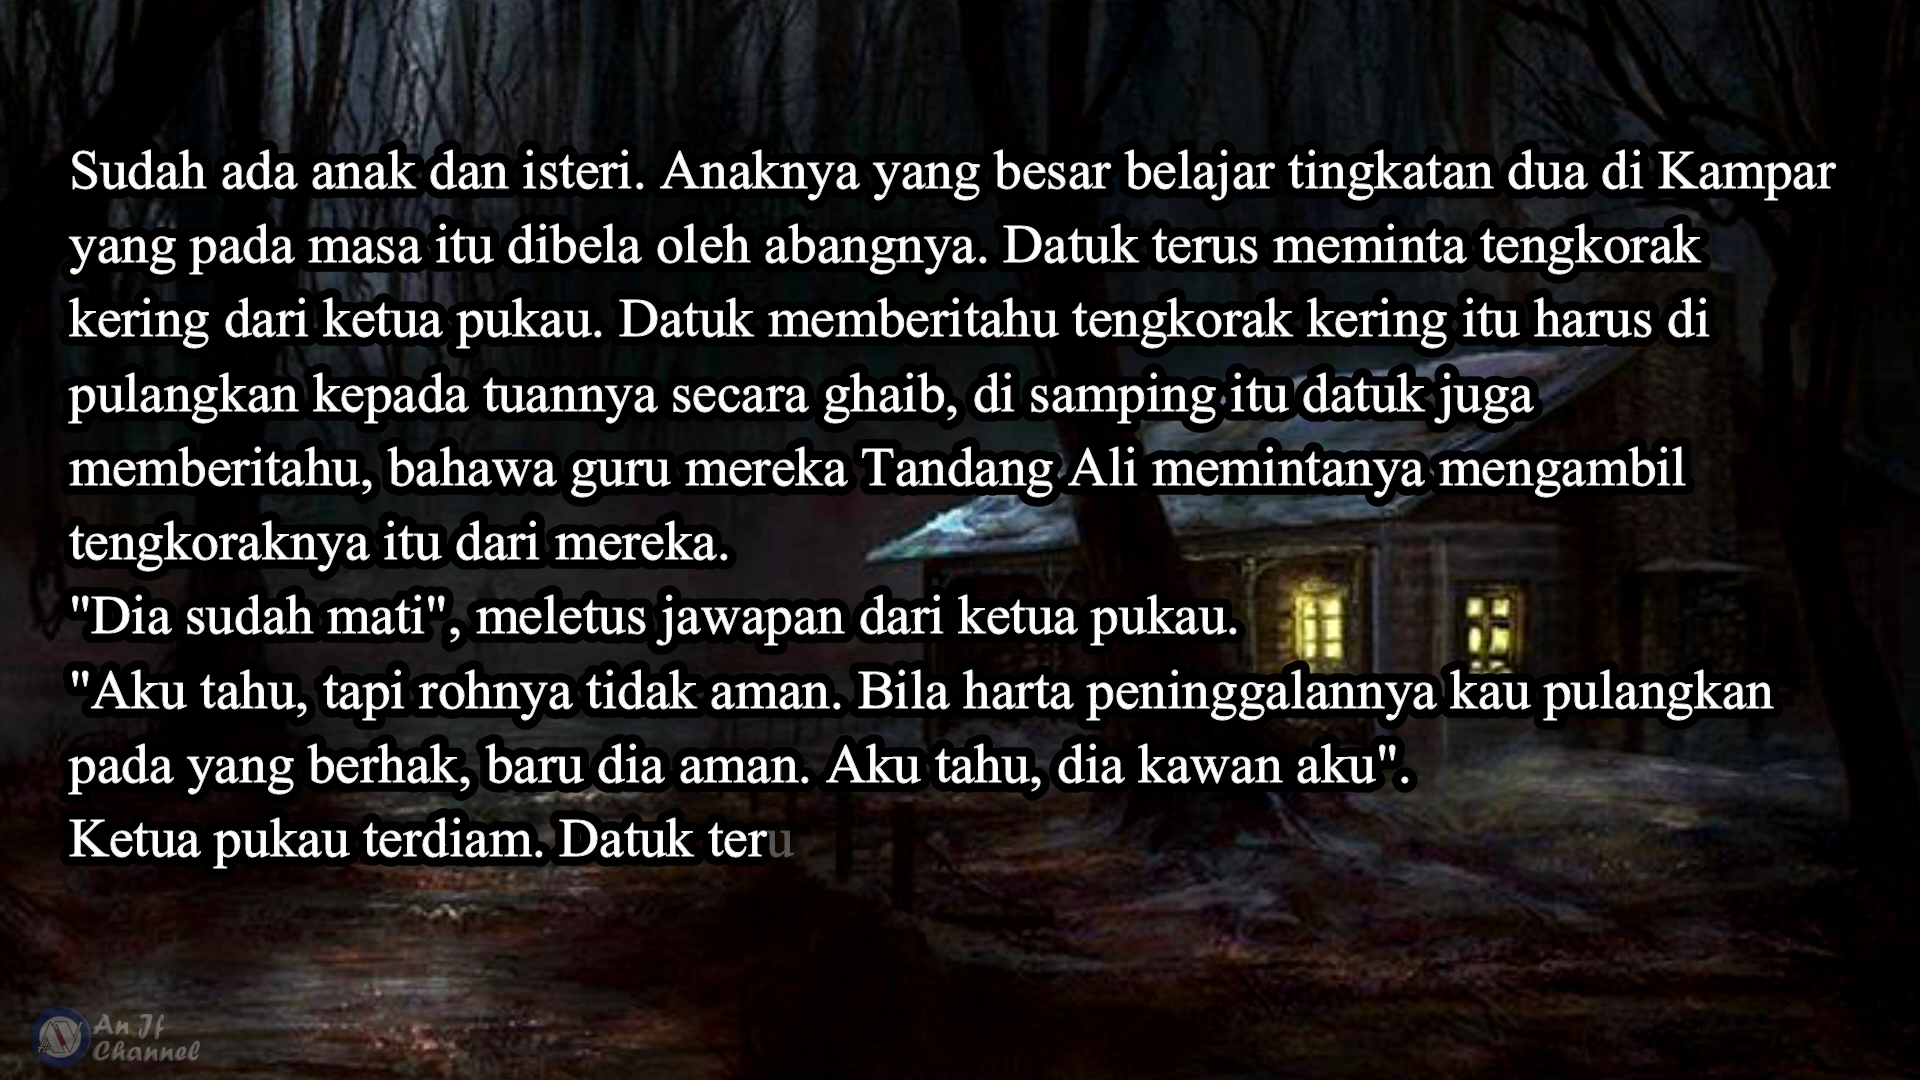 Sudah ada anak dan isteri. Anaknya yang besar belajar tingkatan dua di Kampar
yang pada masa itu dibela oleh abangnya. Datuk terus meminta tengkorak
kering dari ketua pukau. Datuk memberitahu tengkorak kering itu harus di
pulangkan kepada tuannya secara ghaib, di samping itu datuk juga
memberitahu, bahawa guru mereka Tandang Ali memintanya mengambil
tengkoraknya itu dari mereka.
"Dia sudah mati", meletus jawapan dari ketua pukau.
"Aku tahu, tapi rohnya tidak aman. Bila harta peninggalannya kau pulangkan
pada yang berhak, baru dia aman. Aku tahu, dia kawan aku".
Ketua pukau terdiam. Datuk teru
An Jf
Channel